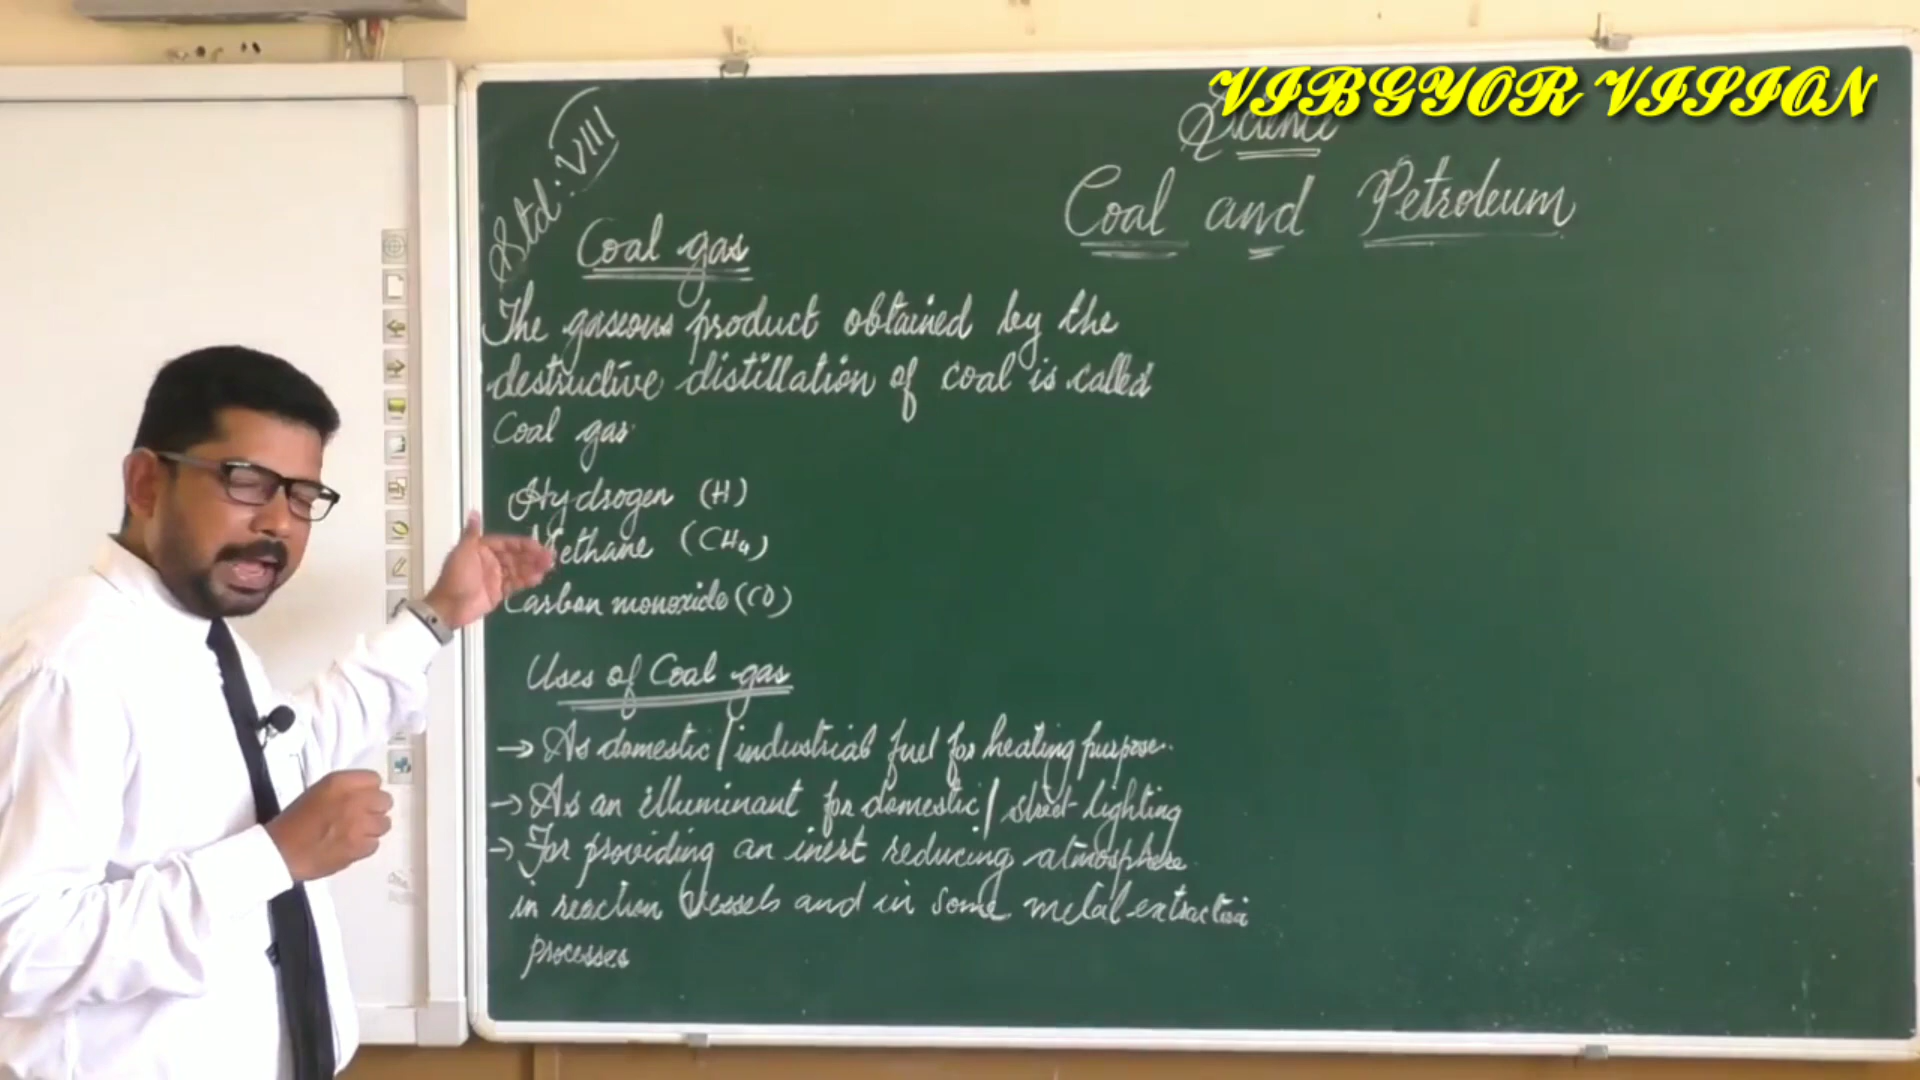 VIBGYOR VISION
Std: VIII
Science
Coal and Petroleum
Coal gas
The gaseous product obtained by the
destructive distillation of coal is called
Coal gas.
Hydrogen (H)
Methane (CH4)
Carbon monoxide (CO)
Uses of Coal gas
→ As domestic/industrial fuel for heating purpose.
→ As an illuminant for domestic/street lighting
→ For providing an inert reducing atmosphere
in reaction vessels and in some metal extraction
processes